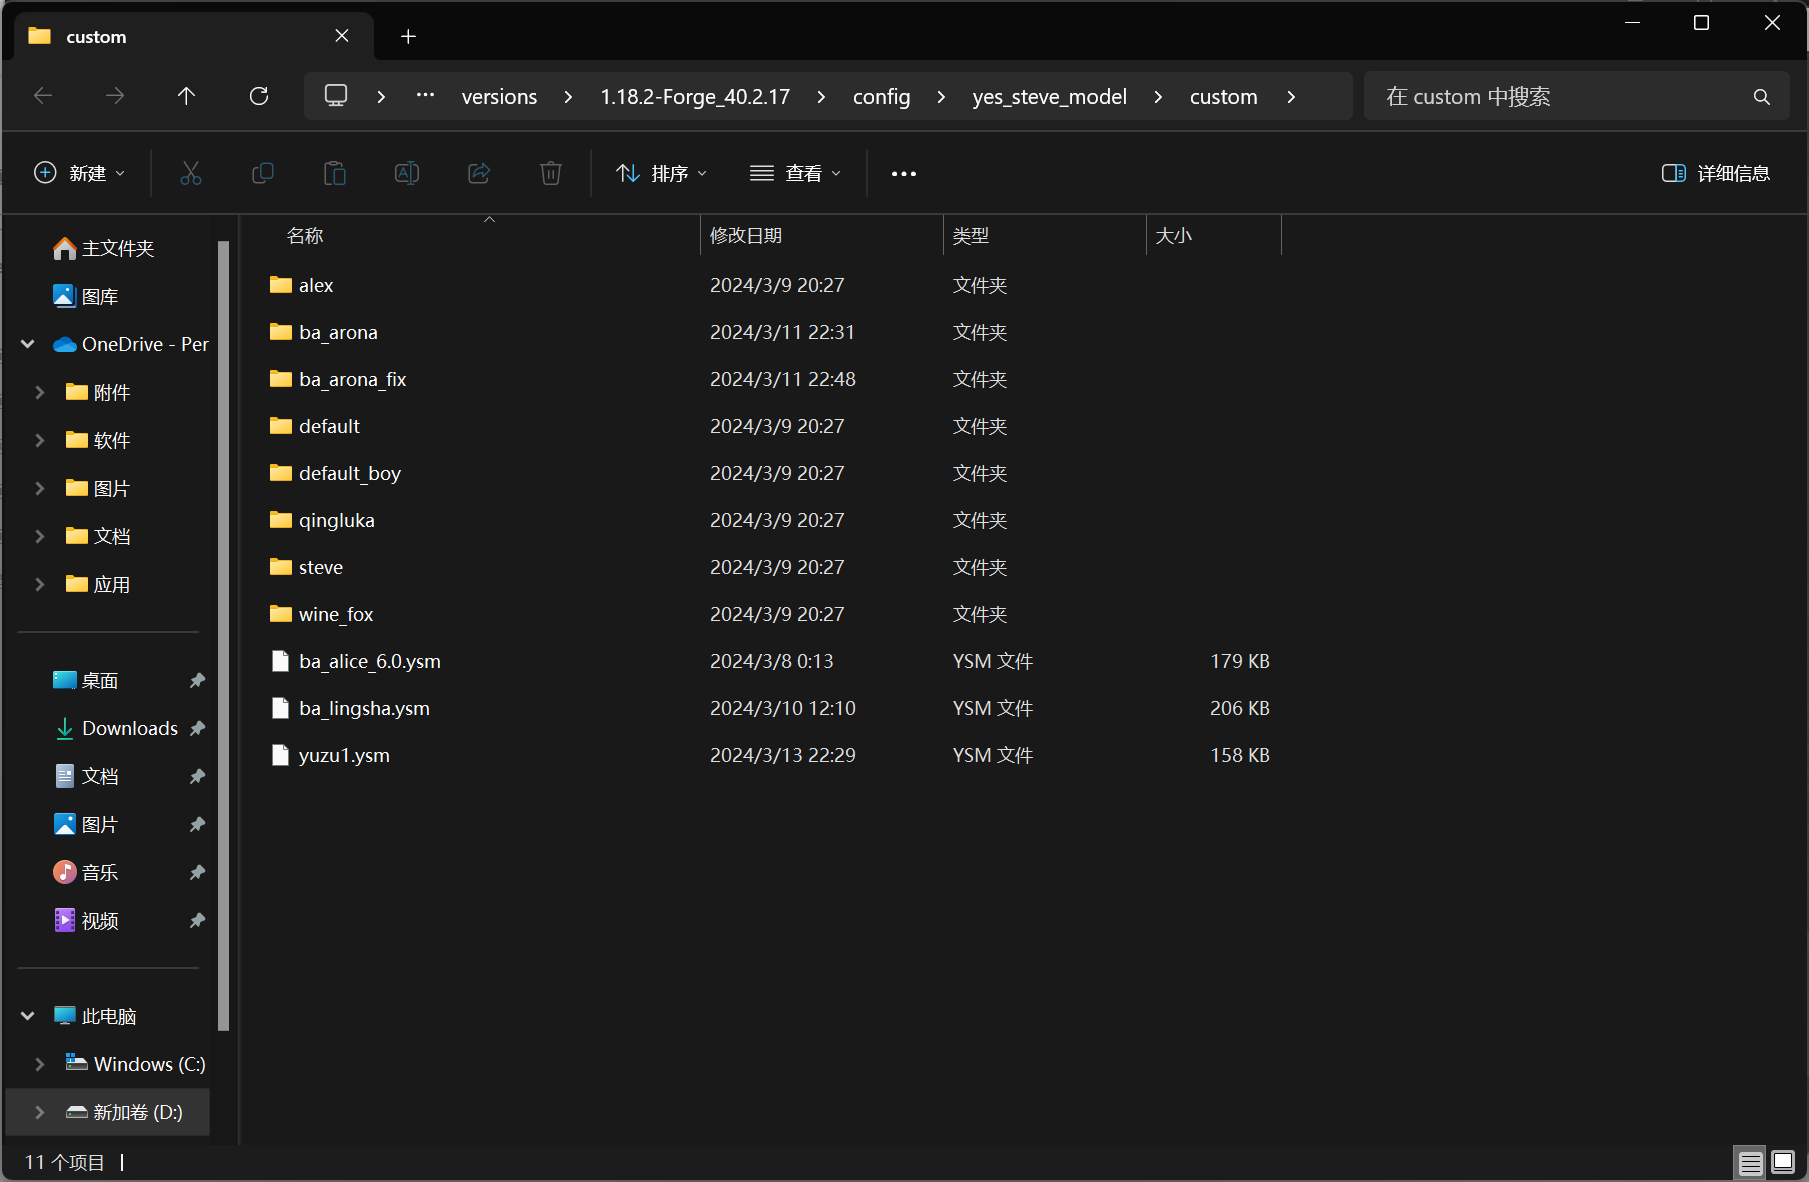 custom
versions > 1.18.2-Forge_40.2.17 > config > yes_steve_model > custom >
在 custom 中搜索
新建
排序
查看
详细信息
主文件夹
图库
OneDrive - Per
附件
软件
图片
文档
应用
桌面
Downloads
文档
图片
音乐
视频
此电脑
Windows (C:)
新加卷 (D:)
名称 修改日期 类型 大小
alex 2024/3/9 20:27 文件夹
ba_arona 2024/3/11 22:31 文件夹
ba_arona_fix 2024/3/11 22:48 文件夹
default 2024/3/9 20:27 文件夹
default_boy 2024/3/9 20:27 文件夹
qingluka 2024/3/9 20:27 文件夹
steve 2024/3/9 20:27 文件夹
wine_fox 2024/3/9 20:27 文件夹
ba_alice_6.0.ysm 2024/3/8 0:13 YSM 文件 179 KB
ba_lingsha.ysm 2024/3/10 12:10 YSM 文件 206 KB
yuzu1.ysm 2024/3/13 22:29 YSM 文件 158 KB
11 个项目